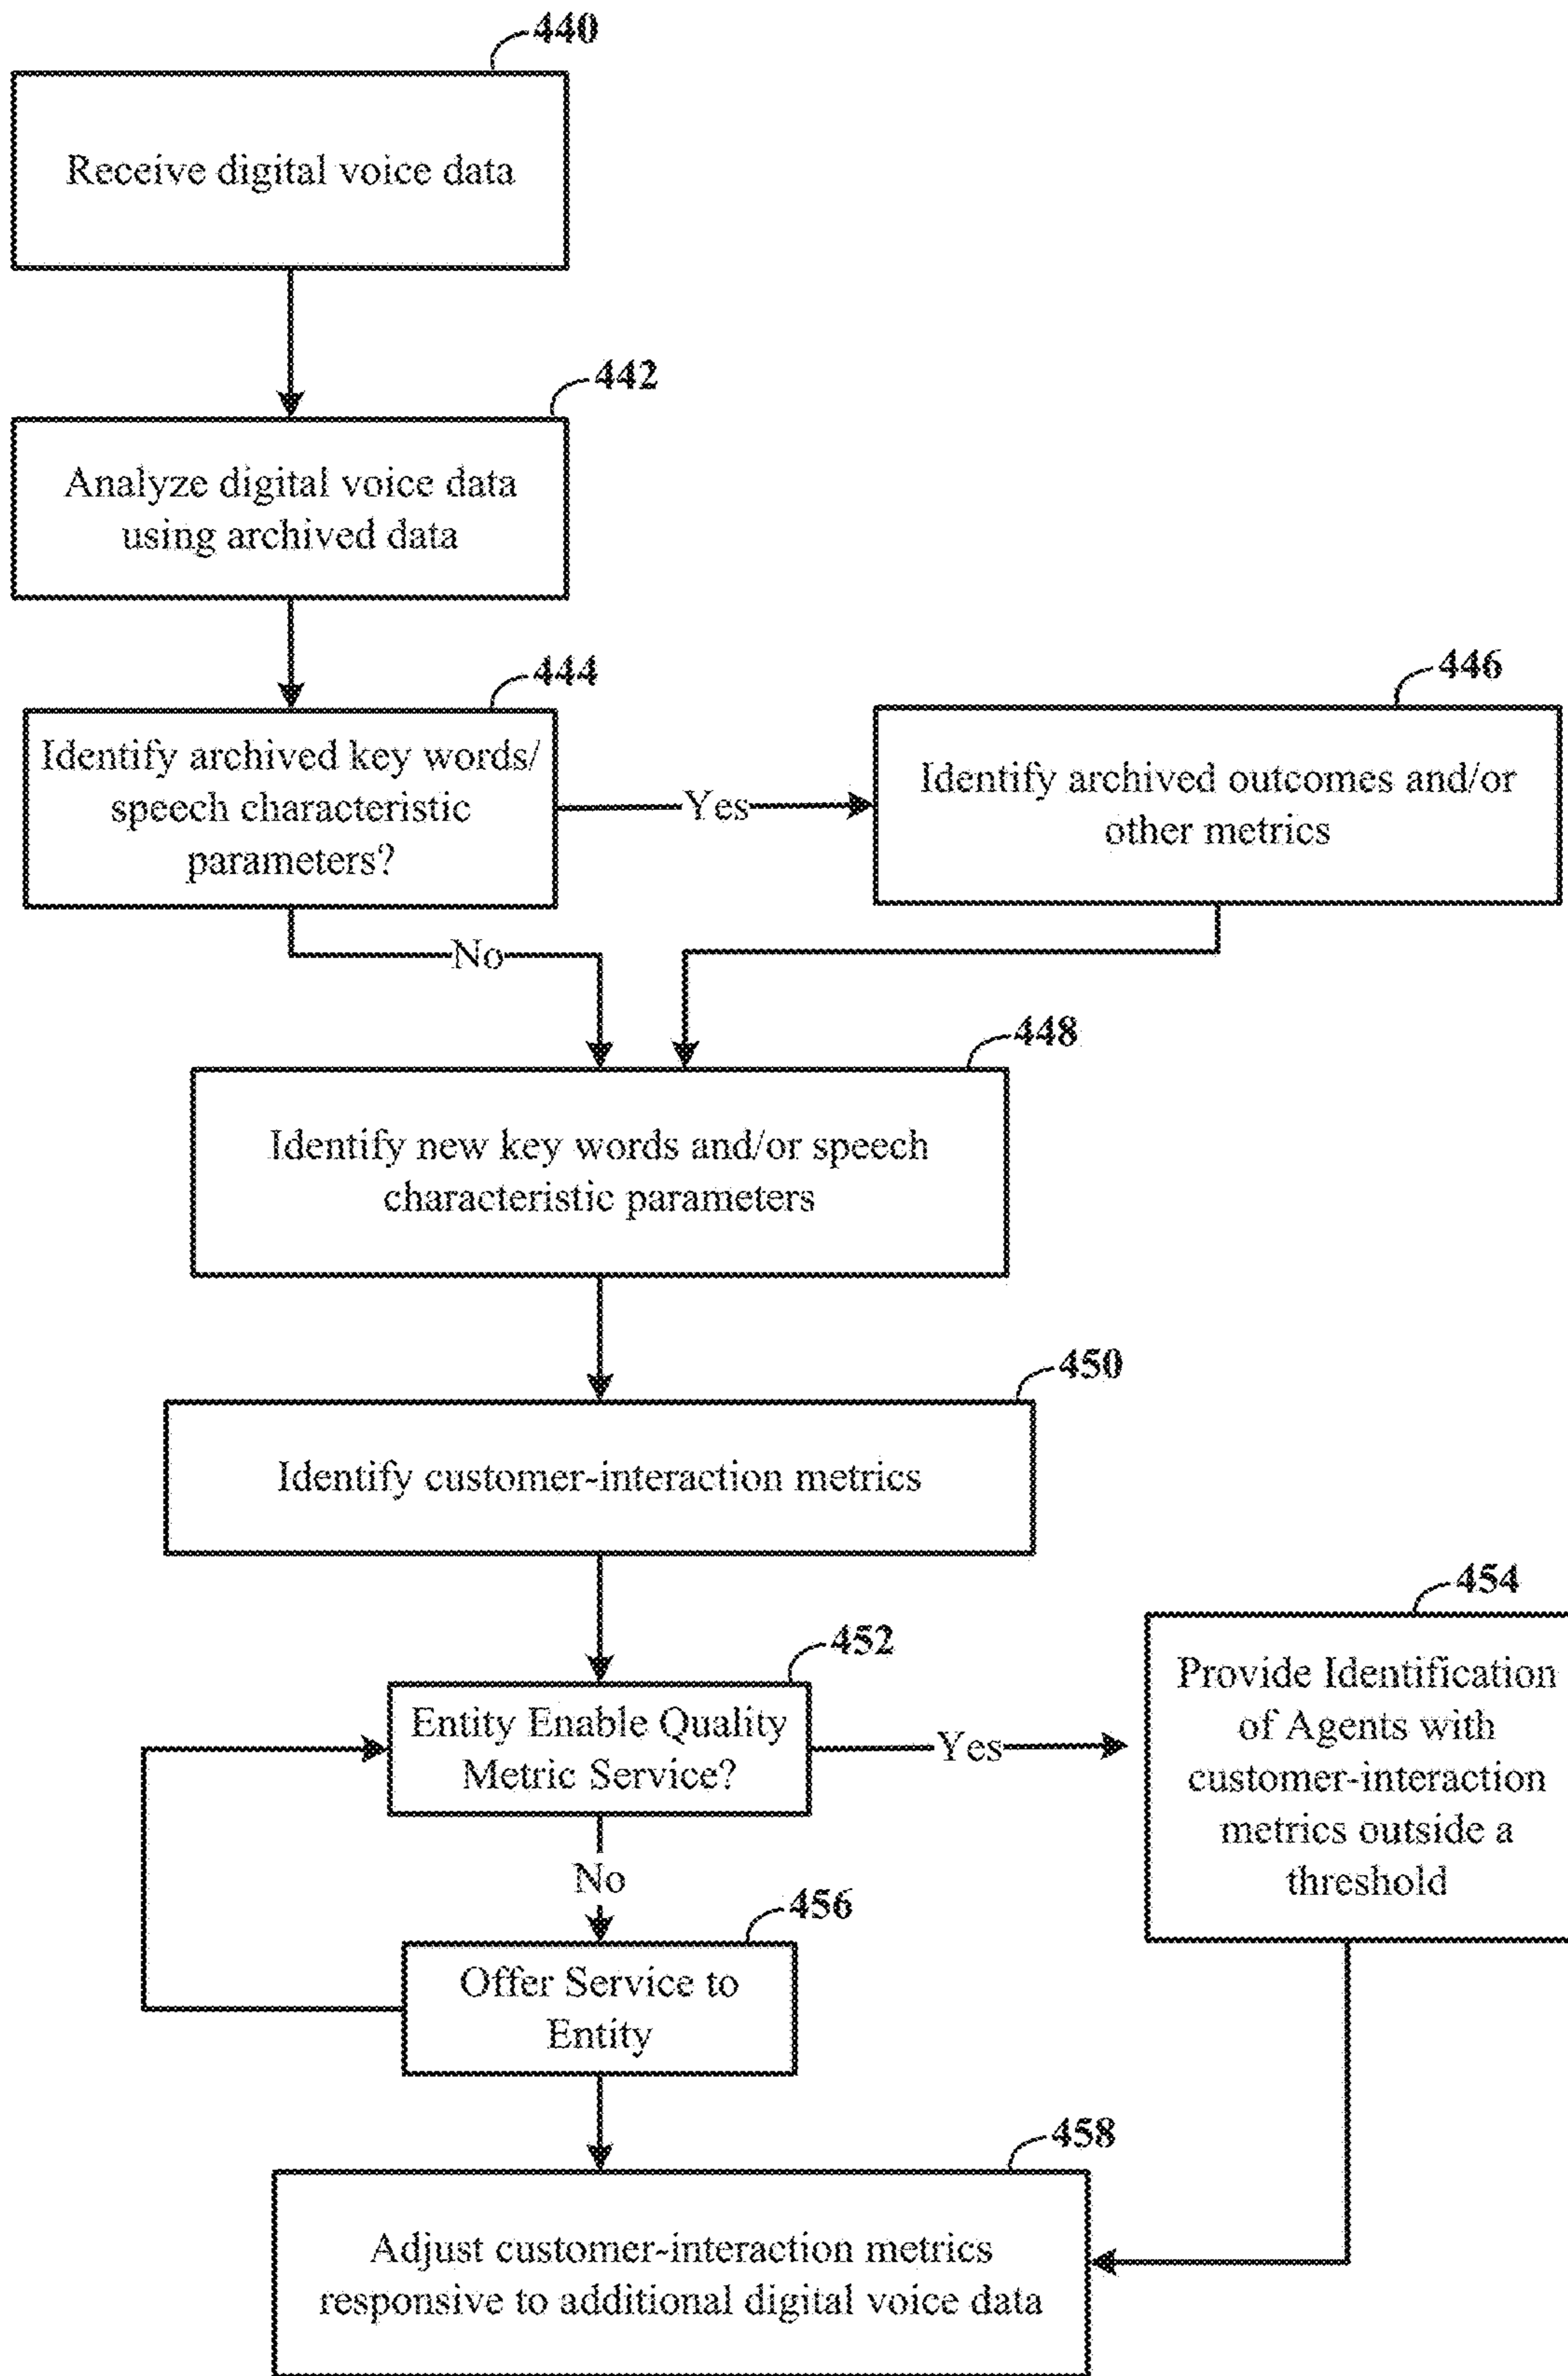 440
Receive digital voice data
442
Analyze digital voice data
using archived data
444
Identify archived key words/
speech characteristic
parameters?
Yes
446
Identify archived outcomes and/or
other metrics
No
448
Identify new key words and/or speech
characteristic parameters
450
Identify customer-interaction metrics
452
Entity Enable Quality
Metric Service?
Yes
454
Provide Identification
of Agents with
customer-interaction
metrics outside a
threshold
No
456
Offer Service to
Entity
458
Adjust customer-interaction metrics
responsive to additional digital voice data